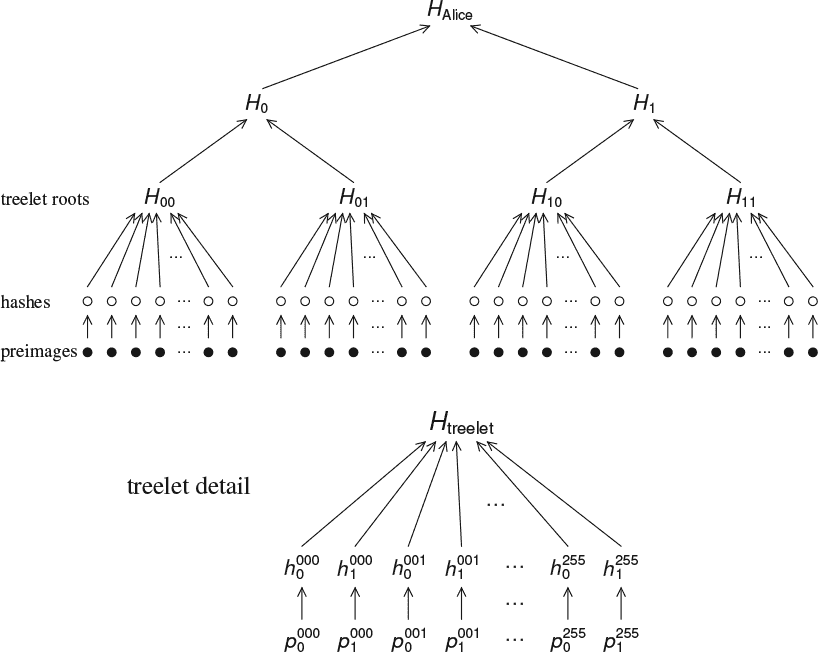 H_Alice
H_0 H_1
treelet roots H_00 H_01 H_10 H_11
... ... ... ...
hashes ... ... ... ...
... ... ... ...
preimages ... ... ... ...
H_treelet
treelet detail
...
h_0^000 h_1^000 h_0^001 h_1^001 ... h_0^255 h_1^255
...
p_0^000 p_1^000 p_0^001 p_1^001 ... p_0^255 p_1^255